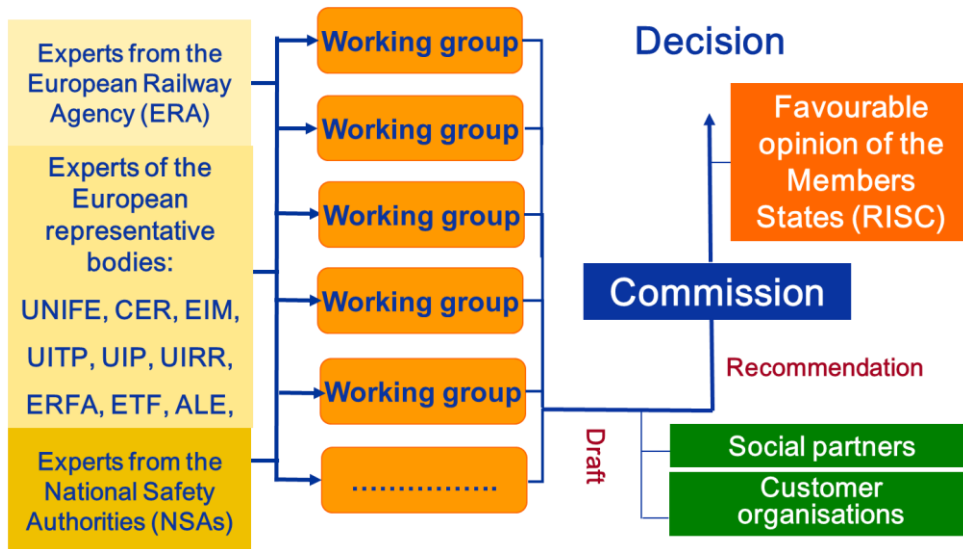 Experts from the
European Railway
Agency (ERA)
Experts of the
European
representative
bodies:
UNIFE, CER, EIM,
UITP, UIP, UIRR,
ERFA, ETF, ALE,
Experts from the
National Safety
Authorities (NSAs)
Working group
Working group
Working group
Working group
Working group
................
Decision
Favourable
opinion of the
Members
States (RISC)
Commission
Recommendation
Draft
Social partners
Customer
organisations